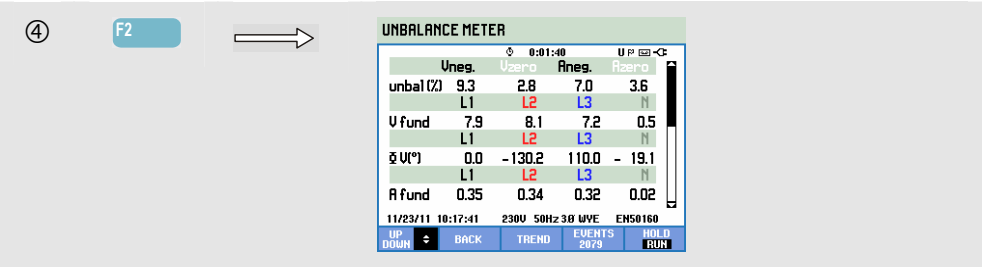 ④ F2
UNBALANCE METER
0:01:40 U
Vneg. Vzero Aneg. Azero
unbal(%) 9.3 2.8 7.0 3.6
L1 L2 L3 N
V fund 7.9 8.1 7.2 0.5
L1 L2 L3 N
Φ V(°) 0.0 -130.2 110.0 - 19.1
L1 L2 L3 N
A fund 0.35 0.34 0.32 0.02
11/23/11 10:17:41 230V 50Hz 3.Ø WYE EN50160
UP DOWN BACK TREND EVENTS 2079 HOLD RUN